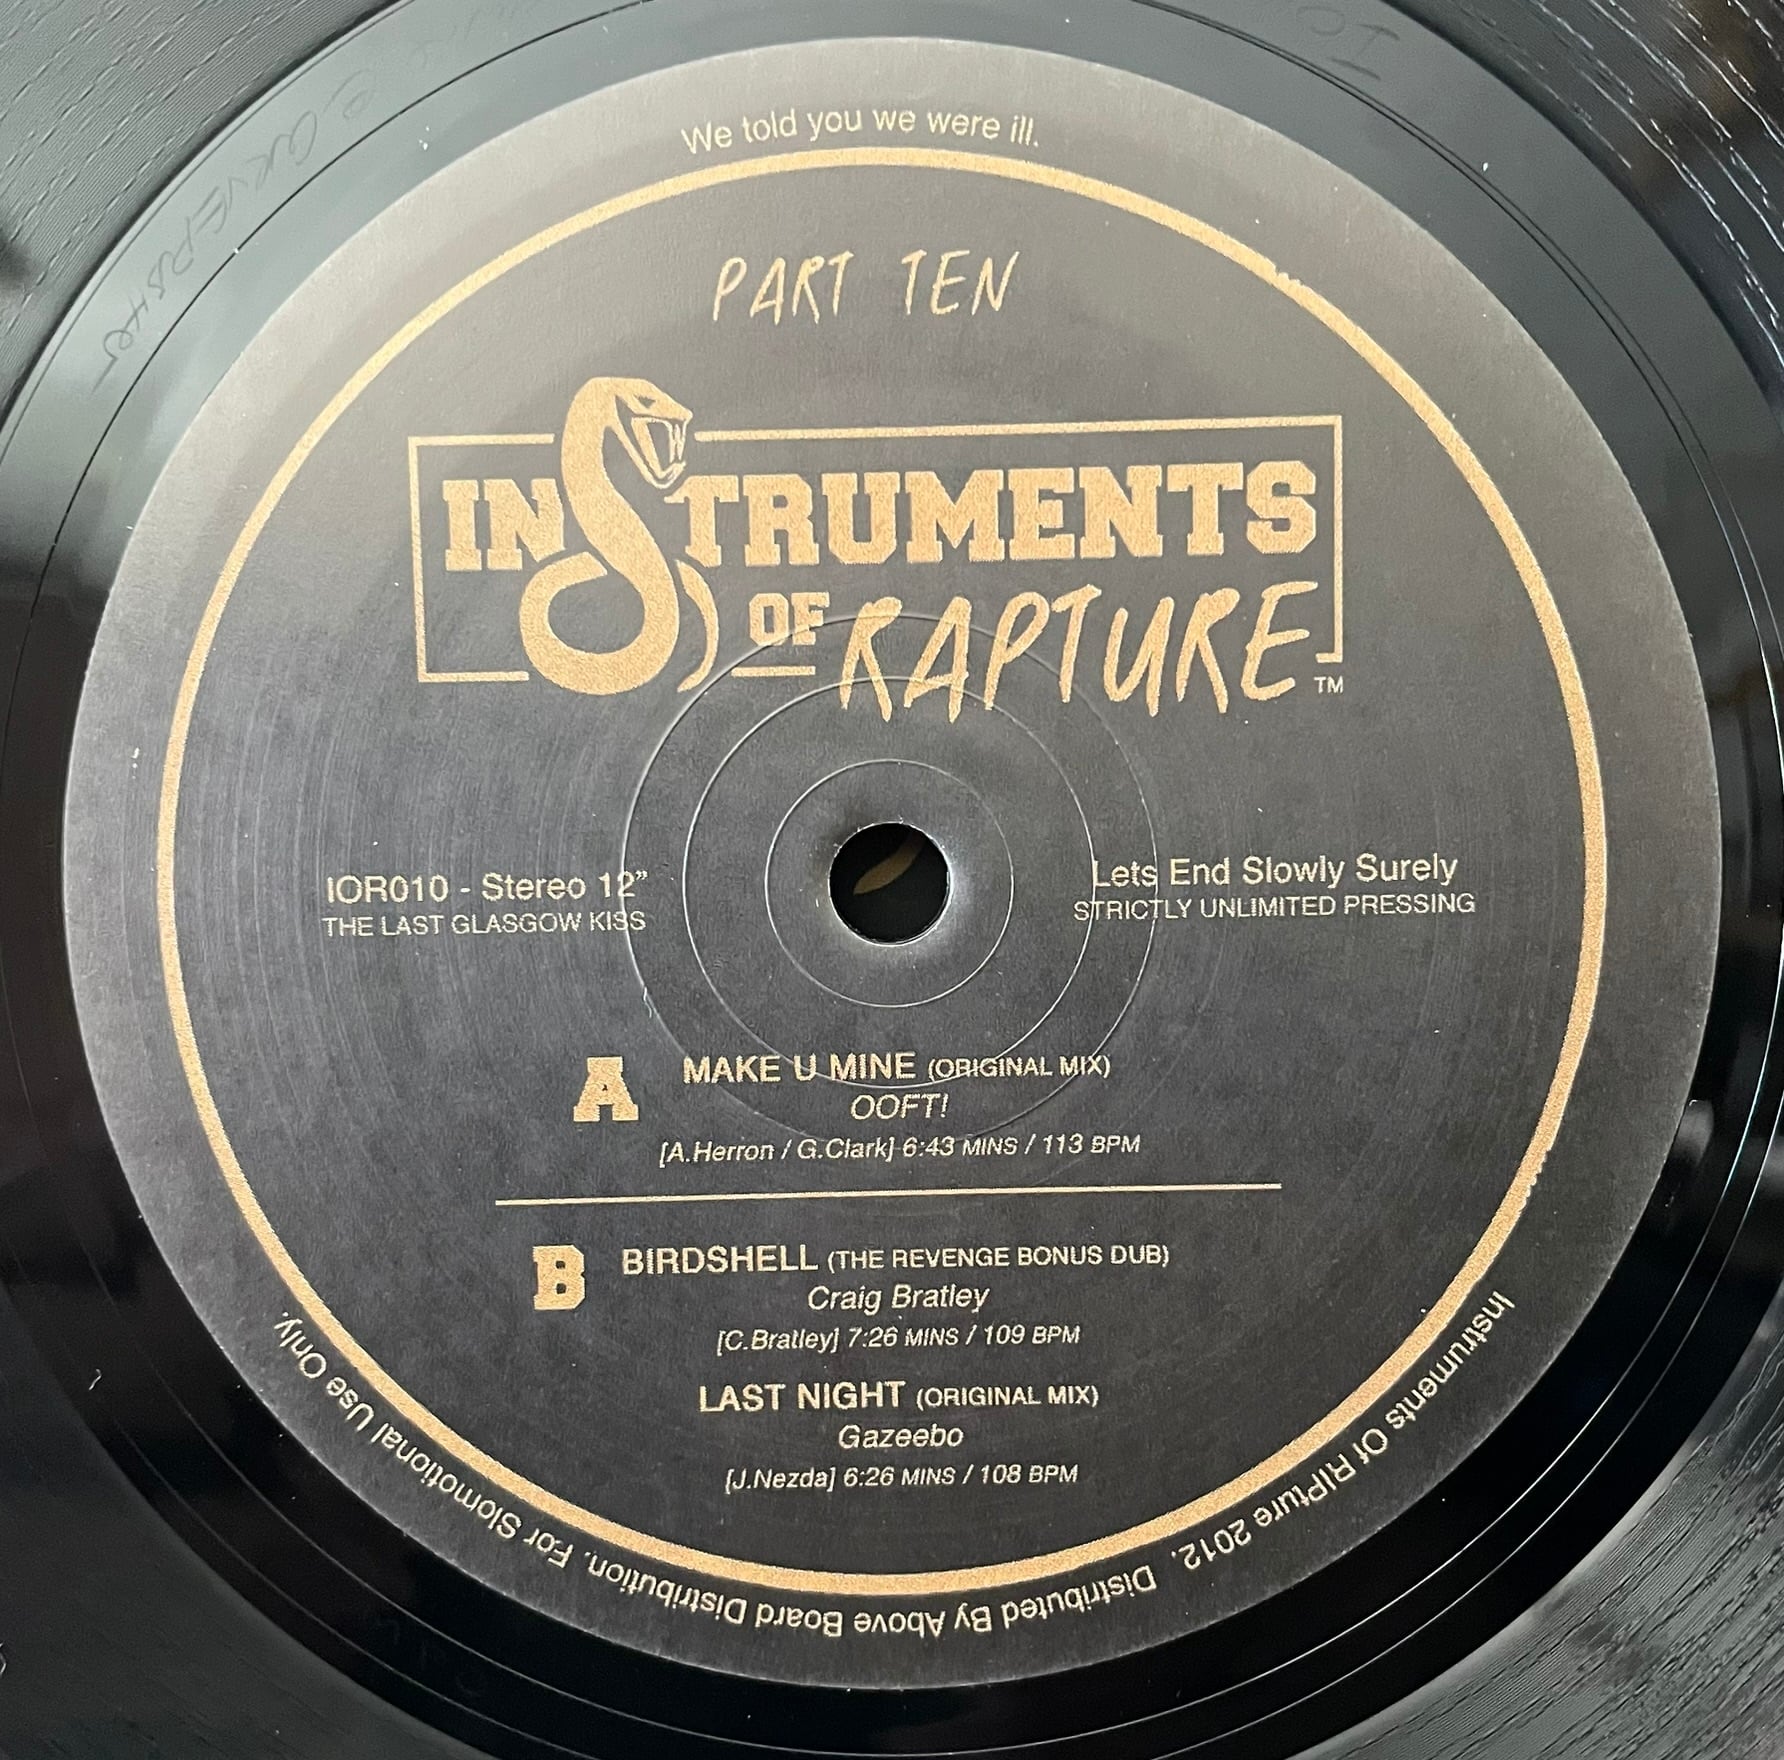 We told you we were ill.
PART TEN
INSTRUMENTS
OF RAPTURE TM
IOR010 - Stereo 12”
THE LAST GLASGOW KISS
Lets End Slowly Surely
STRICTLY UNLIMITED PRESSING
A MAKE U MINE (ORIGINAL MIX)
OOFT!
[A.Herron / G.Clark] 6:43 MINS / 113 BPM
B BIRDSHELL (THE REVENGE BONUS DUB)
Craig Bratley
[C.Bratley] 7:26 MINS / 109 BPM
LAST NIGHT (ORIGINAL MIX)
Gazeebo
[J.Nezda] 6:26 MINS / 108 BPM
Instruments Of RIPture 2012. Distributed By Above Board Distribution. For Slomotional Use Only.